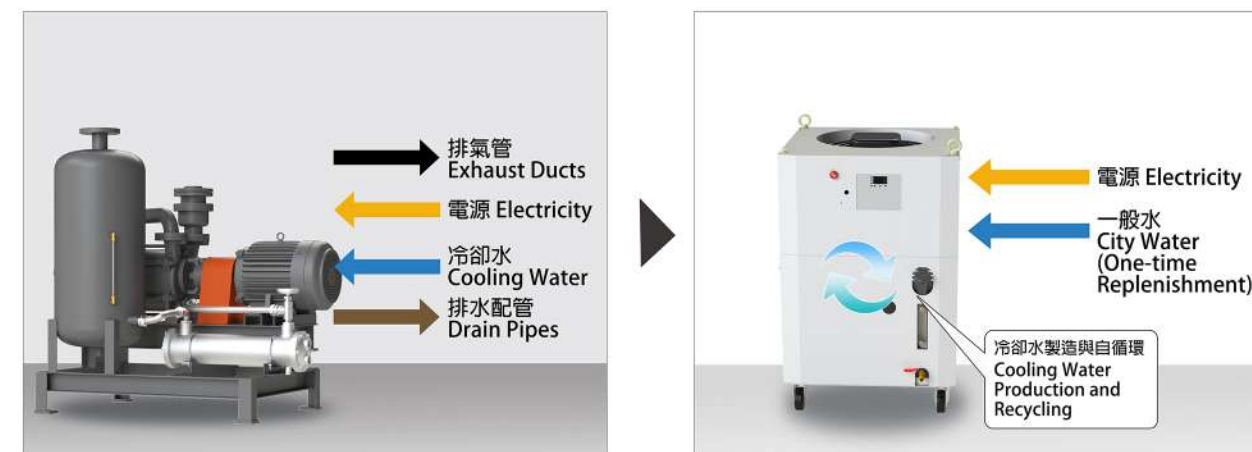 排氣管
Exhaust Ducts
電源 Electricity
冷卻水
Cooling Water
排水配管
Drain Pipes
電源 Electricity
一般水
City Water
(One-time
Replenishment)
冷卻水製造與自循環
Cooling Water
Production and
Recycling